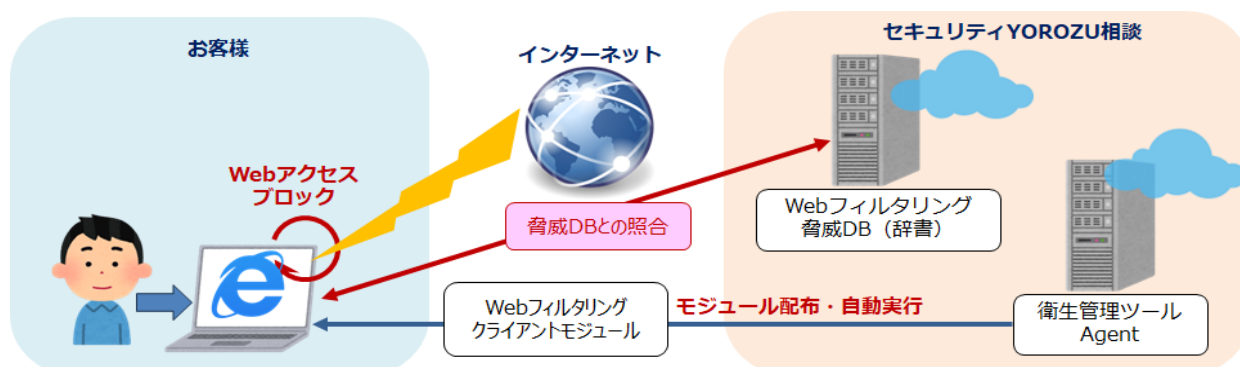 お客様
インターネット
セキュリティYOROZU相談
Webアクセス
ブロック
脅威DBとの照合
Webフィルタリング
脅威DB（辞書）
Webフィルタリング
クライアントモジュール
モジュール配布・自動実行
衛生管理ツール
Agent